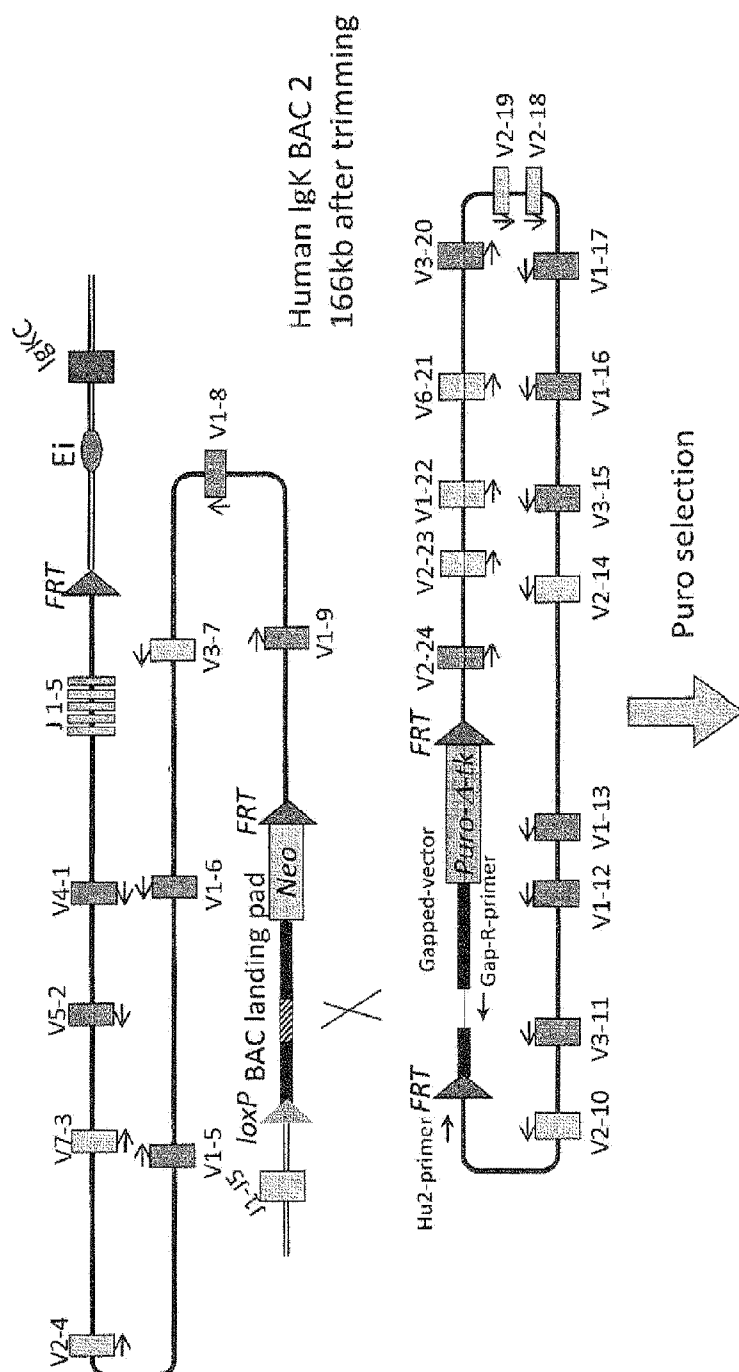 IgKC
Ei
FRT
J 1-5
V4-1
V5-2
V7-3
V2-4
V1-5
V1-6
V3-7
V1-8
V1-9
FRT
Neo
BAC landing pad
loxP
J1-J5
Human IgK BAC 2
166kb after trimming
Hu2-primer
FRT
Gapped-vector
Gap-R-primer
Puro-Δ-tk
FRT
V2-24
V2-23
V1-22
V6-21
V3-20
V2-19
V2-18
V1-17
V1-16
V3-15
V2-14
V1-13
V1-12
V3-11
V2-10
Puro selection